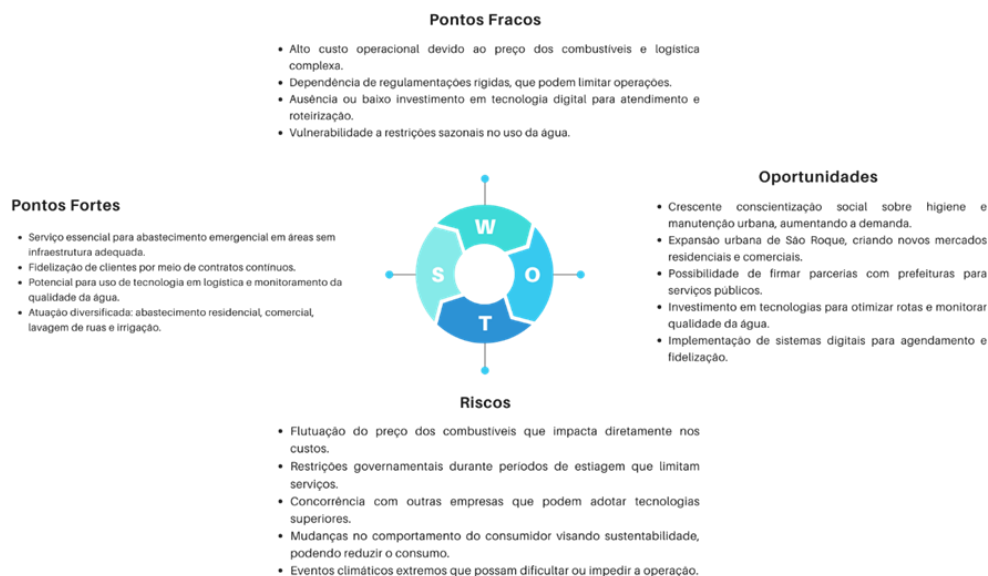 Pontos Fracos
• Alto custo operacional devido ao preço dos combustíveis e logística
complexa.
• Dependência de regulamentações rígidas, que podem limitar operações.
• Ausência ou baixo investimento em tecnologia digital para atendimento e
roteirização.
• Vulnerabilidade a restrições sazonais no uso da água.
Pontos Fortes
• Serviço essencial para abastecimento emergencial em áreas sem
infraestrutura adequada.
• Fidelização de clientes por meio de contratos contínuos.
• Potencial para uso de tecnologia em logística e monitoramento da
qualidade da água.
• Atuação diversificada: abastecimento residencial, comercial,
lavagem de ruas e irrigação.
W
S
O
T
Oportunidades
• Crescente conscientização social sobre higiene e
manutenção urbana, aumentando a demanda.
• Expansão urbana de São Roque, criando novos mercados
residenciais e comerciais.
• Possibilidade de firmar parcerias com prefeituras para
serviços públicos.
• Investimento em tecnologias para otimizar rotas e monitorar
qualidade da água.
• Implementação de sistemas digitais para agendamento e
fidelização.
Riscos
• Flutuação do preço dos combustíveis que impacta diretamente nos
custos.
• Restrições governamentais durante períodos de estiagem que limitam
serviços.
• Concorrência com outras empresas que podem adotar tecnologias
superiores.
• Mudanças no comportamento do consumidor visando sustentabilidade,
podendo reduzir o consumo.
• Eventos climáticos extremos que possam dificultar ou impedir a operação.